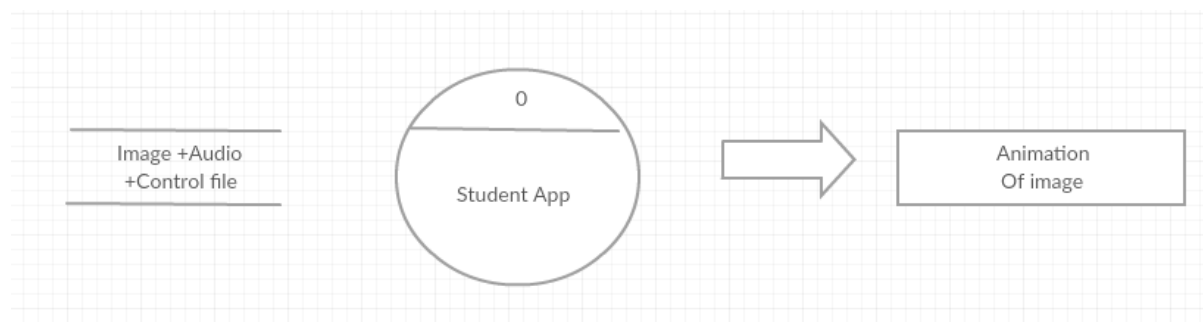 Image +Audio
+Control file
0
Student App
Animation
Of image